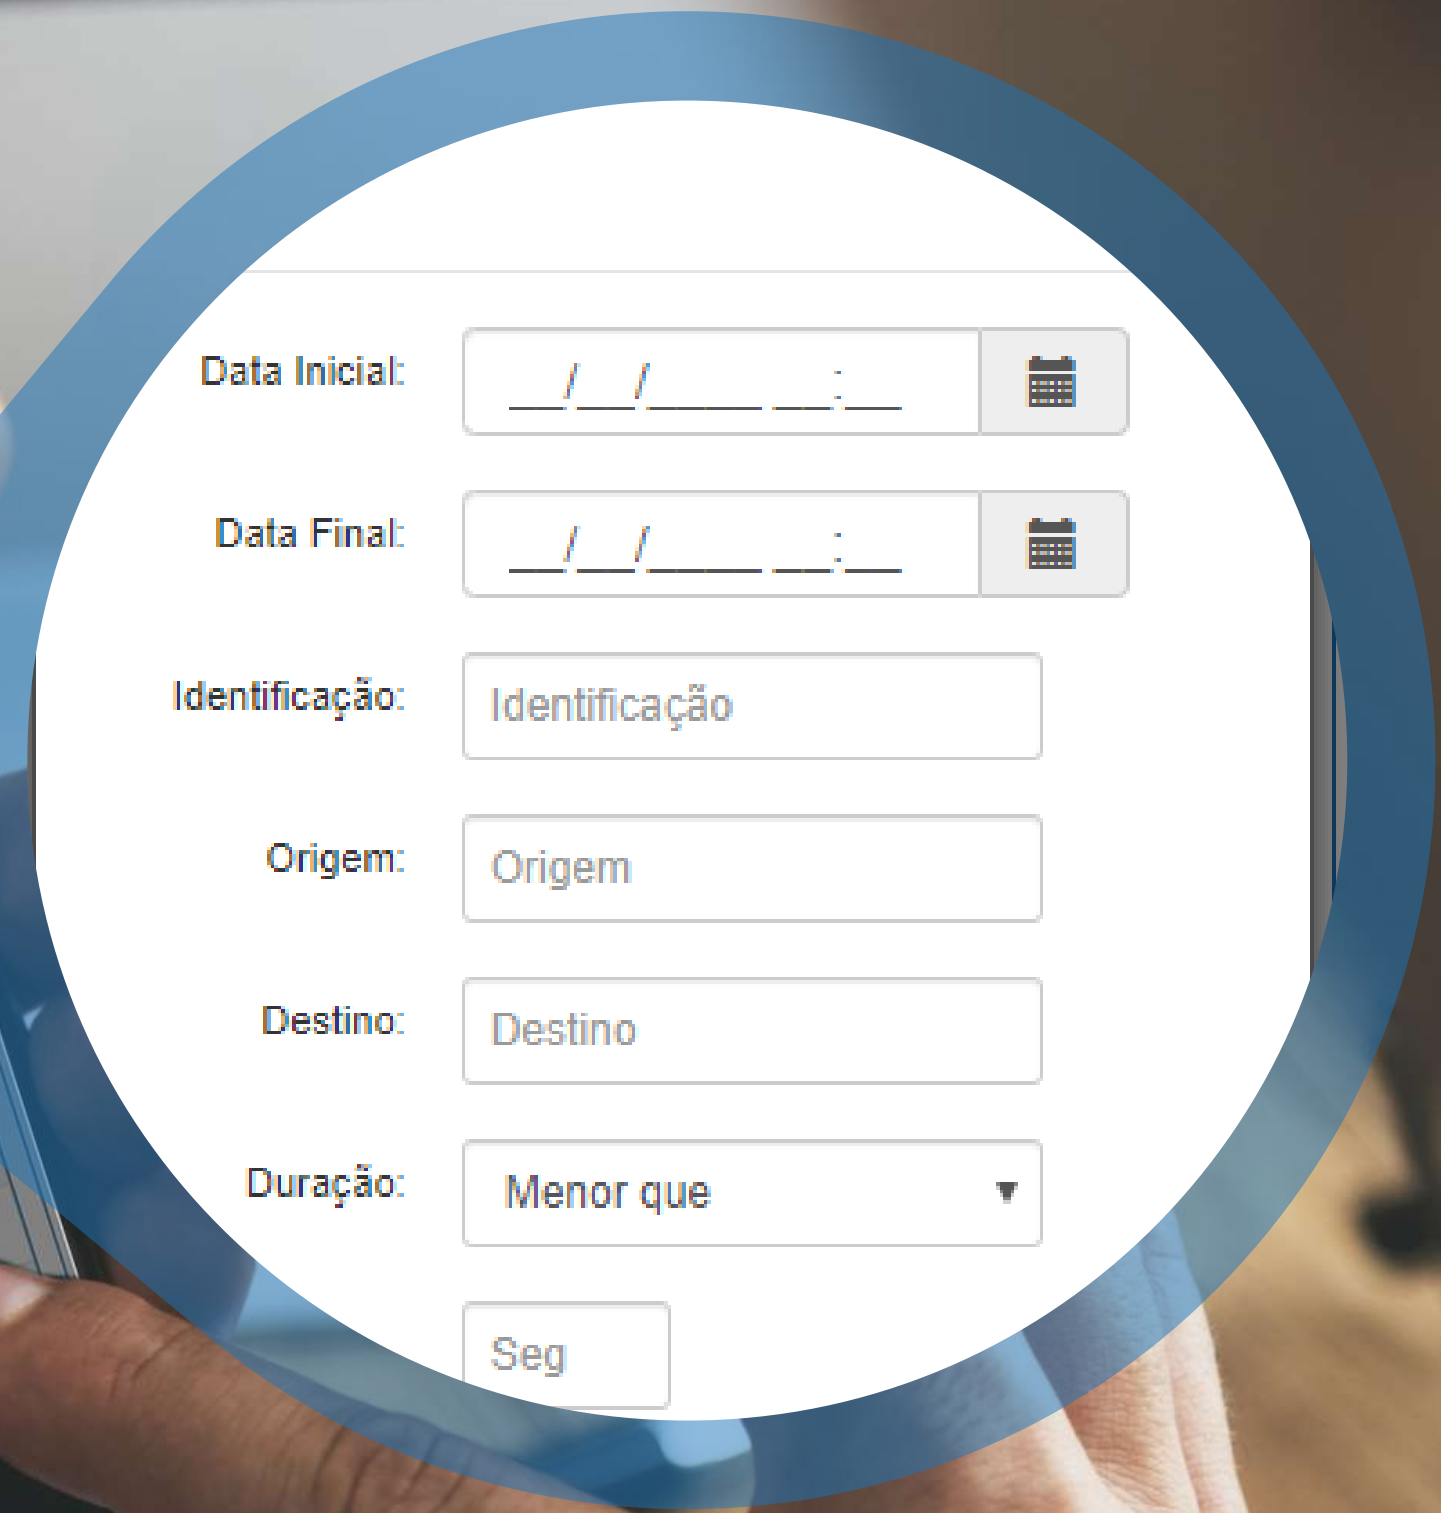 Data Inicial: __/__/____ __:__
Data Final: __/__/____ __:__
Identificação: Identificação
Origem: Origem
Destino: Destino
Duração: Menor que
Seg